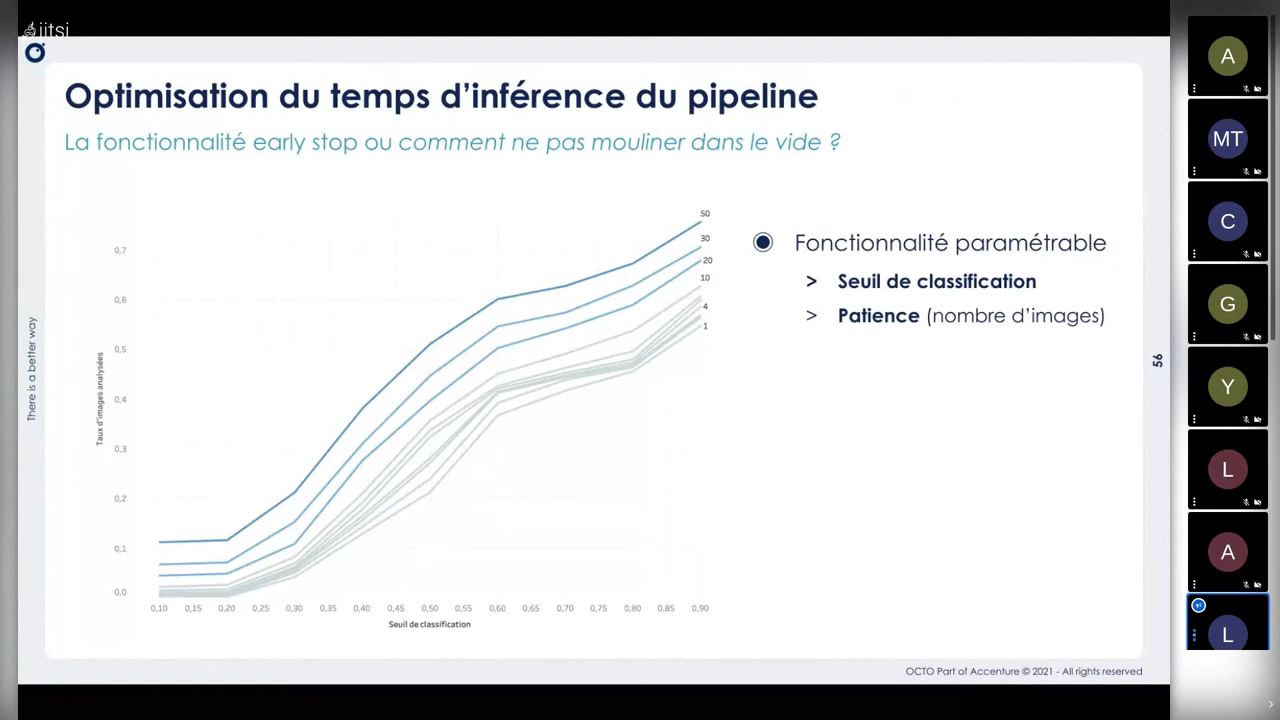 jitsi
Optimisation du temps d'inférence du pipeline
La fonctionnalité early stop ou comment ne pas mouliner dans le vide ?
There is a better way
Taux d'images analysées
0,7
0,6
0,5
0,4
0,3
0,2
0,1
0,0
50
30
20
10
4
1
0,10 0,15 0,20 0,25 0,30 0,35 0,40 0,45 0,50 0,55 0,60 0,65 0,70 0,75 0,80 0,85 0,90
Seuil de classification
Fonctionnalité paramétrable
> Seuil de classification
> Patience (nombre d'images)
56
OCTO Part of Accenture © 2021 - All rights reserved
A
MT
C
G
Y
L
A
L